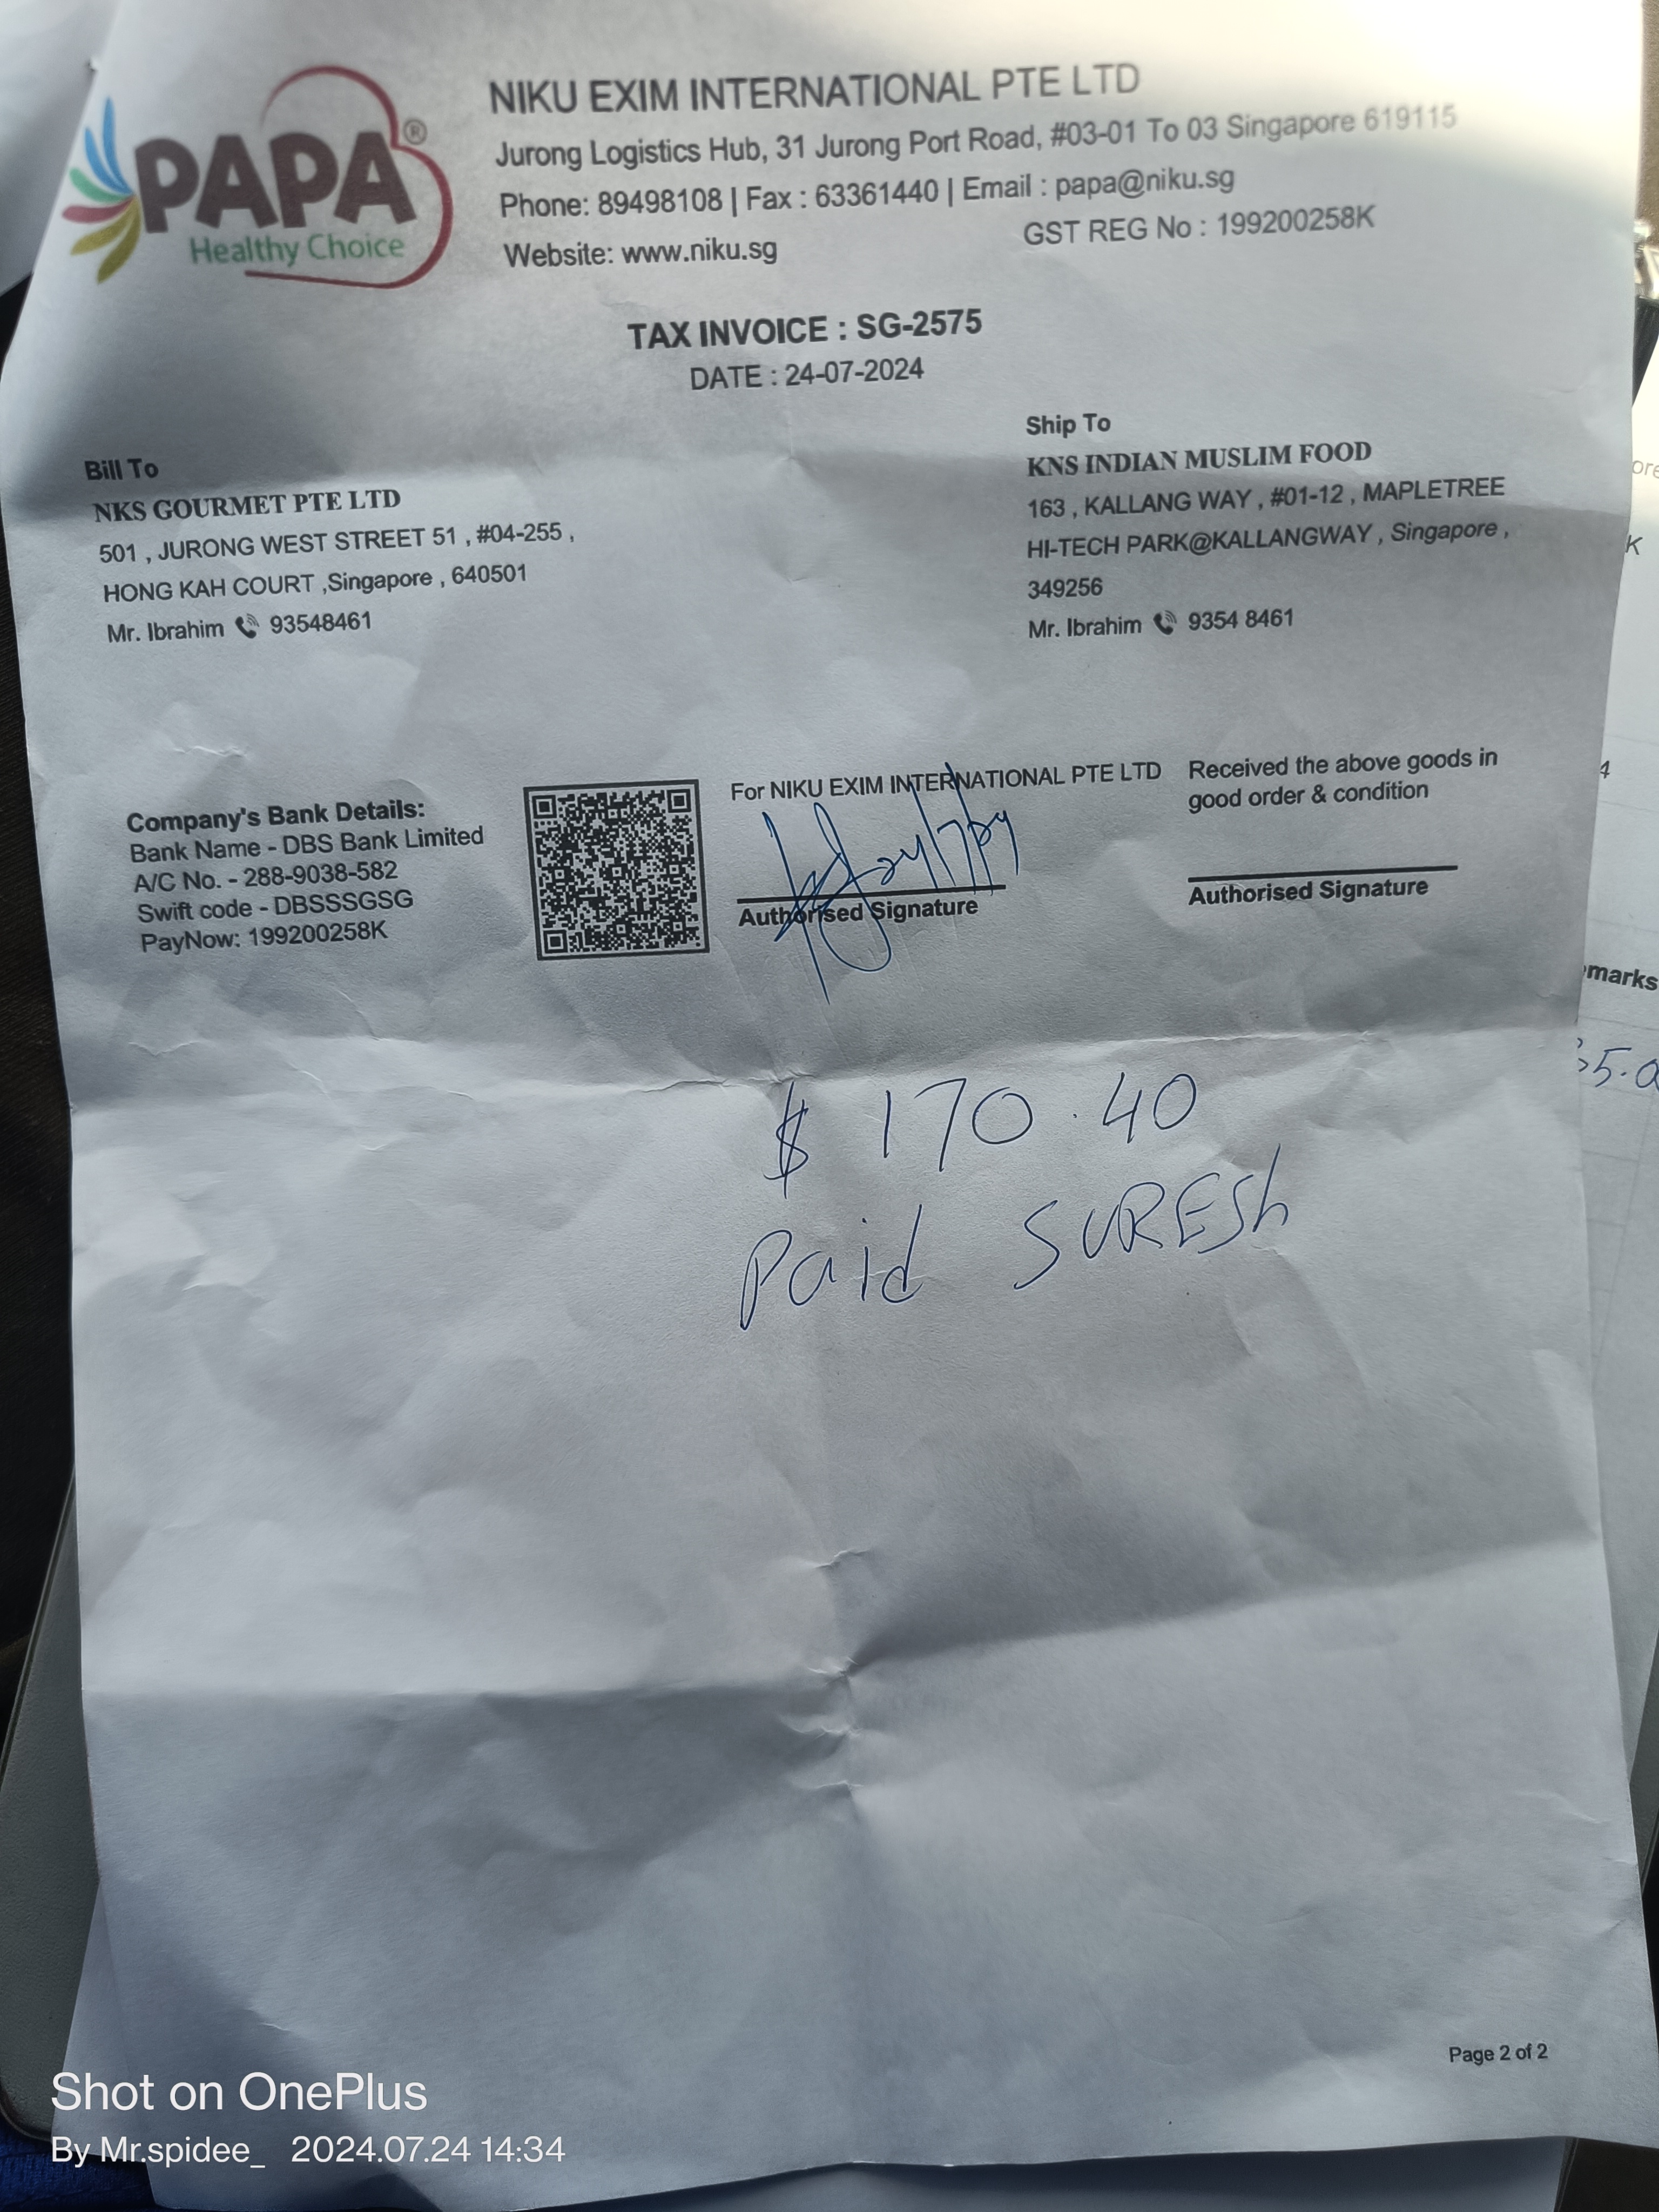 PAPA®
Healthy Choice
NIKU EXIM INTERNATIONAL PTE LTD
Jurong Logistics Hub, 31 Jurong Port Road, #03-01 To 03 Singapore 619115
Phone: 89498108 | Fax : 63361440 | Email : papa@niku.sg
Website: www.niku.sg GST REG No : 199200258K
TAX INVOICE : SG-2575
DATE : 24-07-2024
Bill To
NKS GOURMET PTE LTD
501 , JURONG WEST STREET 51 , #04-255 ,
HONG KAH COURT ,Singapore , 640501
Mr. Ibrahim 93548461
Ship To
KNS INDIAN MUSLIM FOOD
163 , KALLANG WAY , #01-12 , MAPLETREE
HI-TECH PARK@KALLANGWAY , Singapore ,
349256
Mr. Ibrahim 9354 8461
Company's Bank Details:
Bank Name - DBS Bank Limited
A/C No. - 288-9038-582
Swift code - DBSSSGSG
PayNow: 199200258K
For NIKU EXIM INTERNATIONAL PTE LTD
Authorised Signature
Received the above goods in
good order & condition
Authorised Signature
$ 170.40
Paid SURESh
Page 2 of 2
Shot on OnePlus
By Mr.spidee_ 2024.07.24 14:34